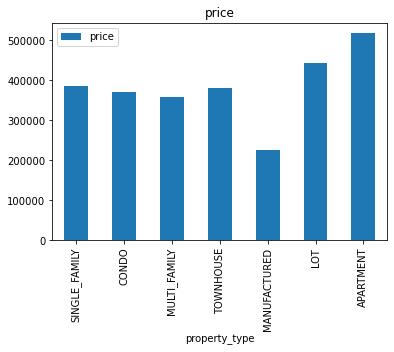 price
price
500000
400000
300000
200000
100000
0
SINGLE_FAMILY
CONDO
MULTI_FAMILY
TOWNHOUSE
MANUFACTURED
LOT
APARTMENT
property_type